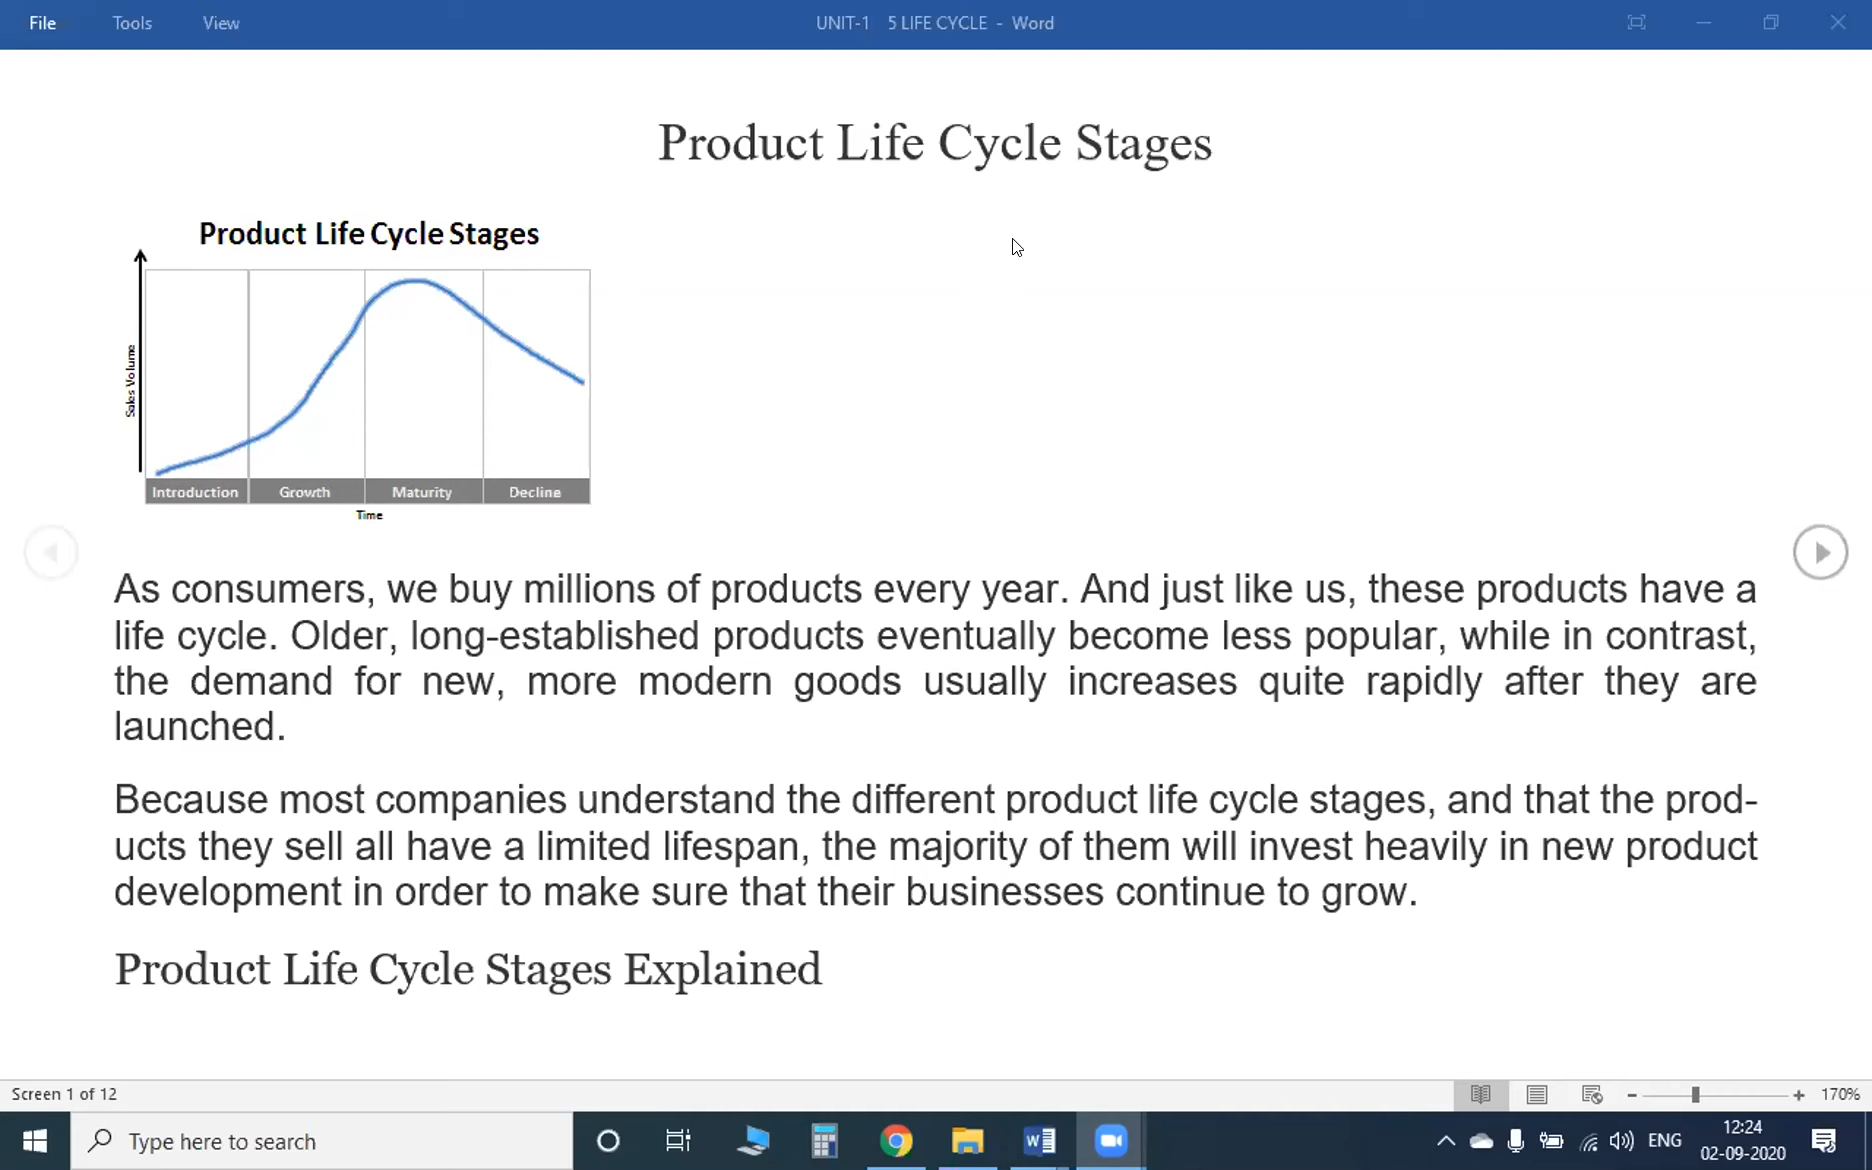 File Tools View UNIT-1 5 LIFE CYCLE - Word
Product Life Cycle Stages
Product Life Cycle Stages
Sales Volume
Introduction Growth Maturity Decline
Time
As consumers, we buy millions of products every year. And just like us, these products have a
life cycle. Older, long-established products eventually become less popular, while in contrast,
the demand for new, more modern goods usually increases quite rapidly after they are
launched.
Because most companies understand the different product life cycle stages, and that the prod-
ucts they sell all have a limited lifespan, the majority of them will invest heavily in new product
development in order to make sure that their businesses continue to grow.
Product Life Cycle Stages Explained
Screen 1 of 12 170%
Type here to search ENG 12:24
02-09-2020